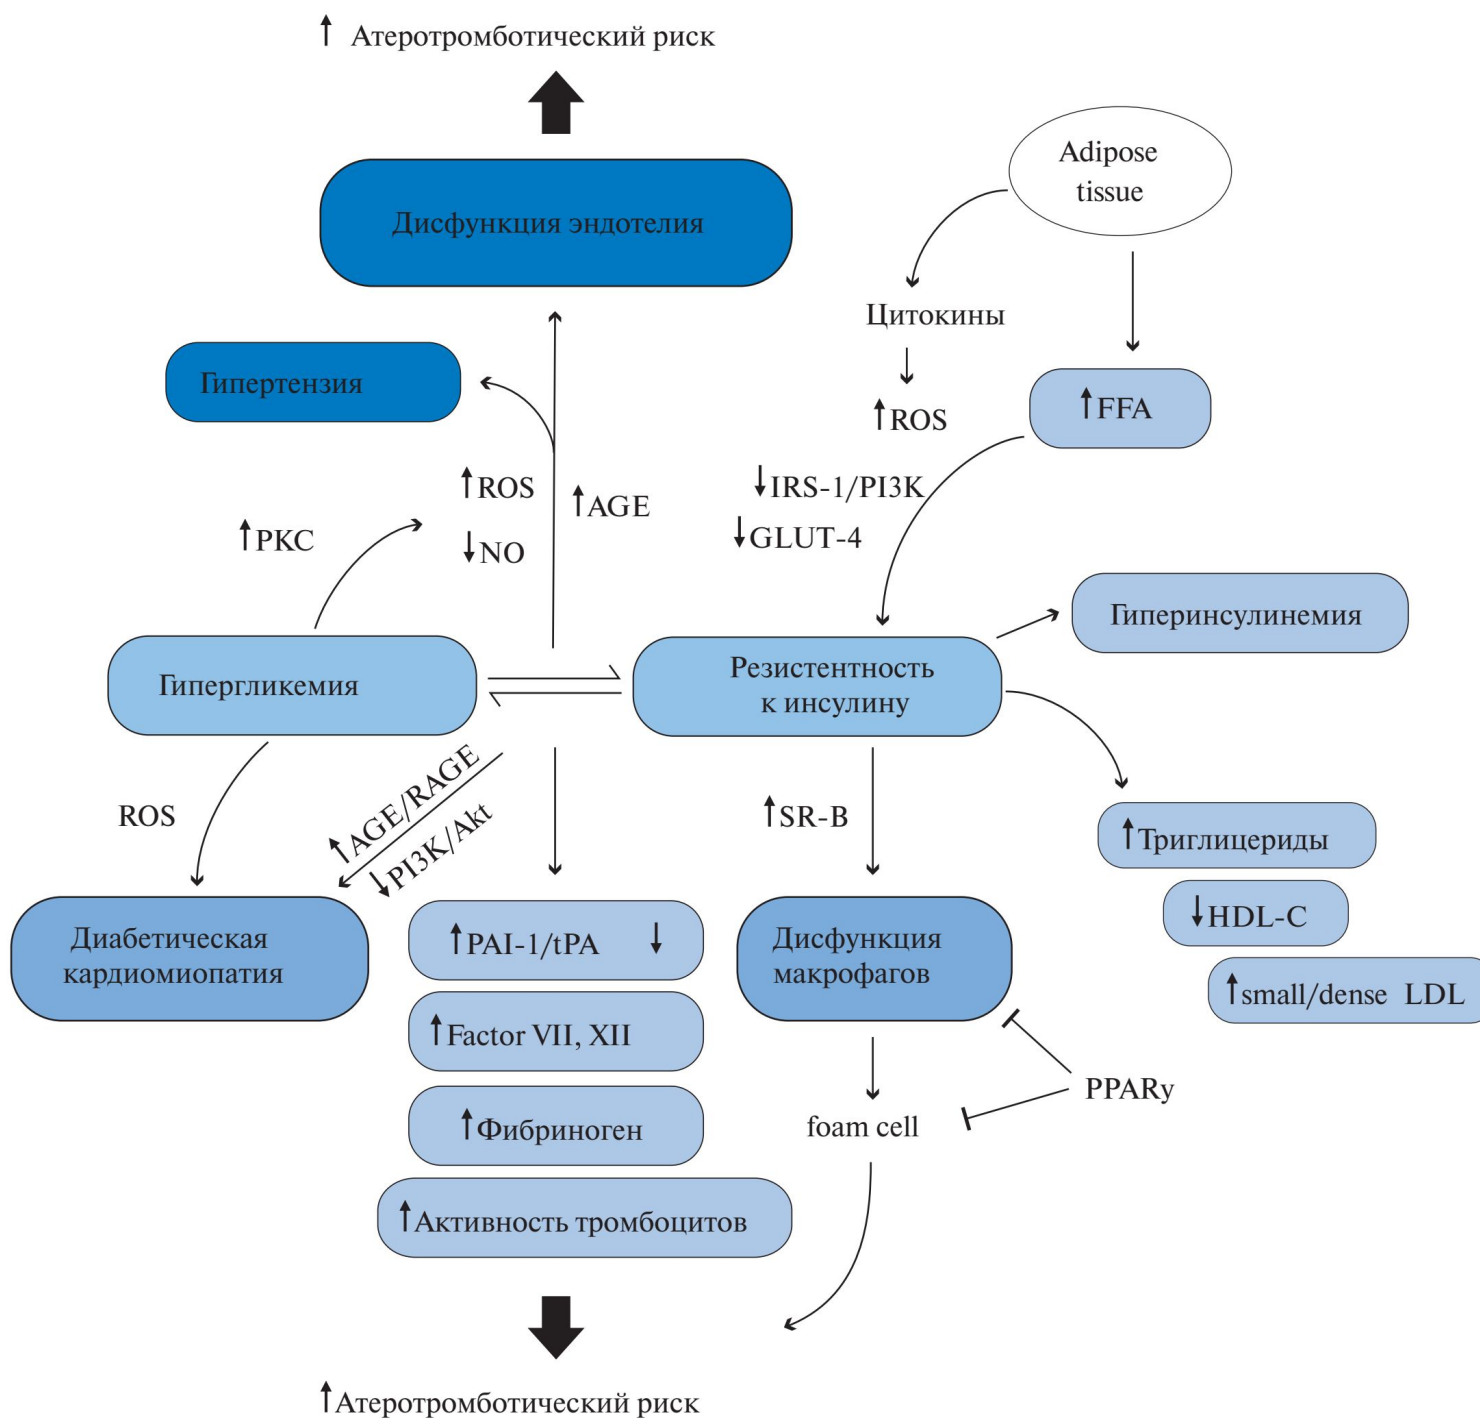 ↑ Атеротромботический риск
Adipose
tissue
Дисфункция эндотелия
Цитокины
Гипертензия
↑FFA
↑ROS
↑ROS
↓IRS-1/PI3K
↑AGE
↑PKC
↓NO
↓GLUT-4
Гиперинсулинемия
Гипергликемия
Резистентность
к инсулину
ROS
↑AGE/RAGE
↓PI3K/Akt
↑SR-B
↑Триглицериды
↓HDL-C
↑small/dense LDL
Диабетическая
кардиомиопатия
↑PAI-1/tPA ↓
Дисфункция
макрофагов
↑Factor VII, XII
PPARy
↑Фибриноген
foam cell
↑Активность тромбоцитов
↑Атеротромботический риск